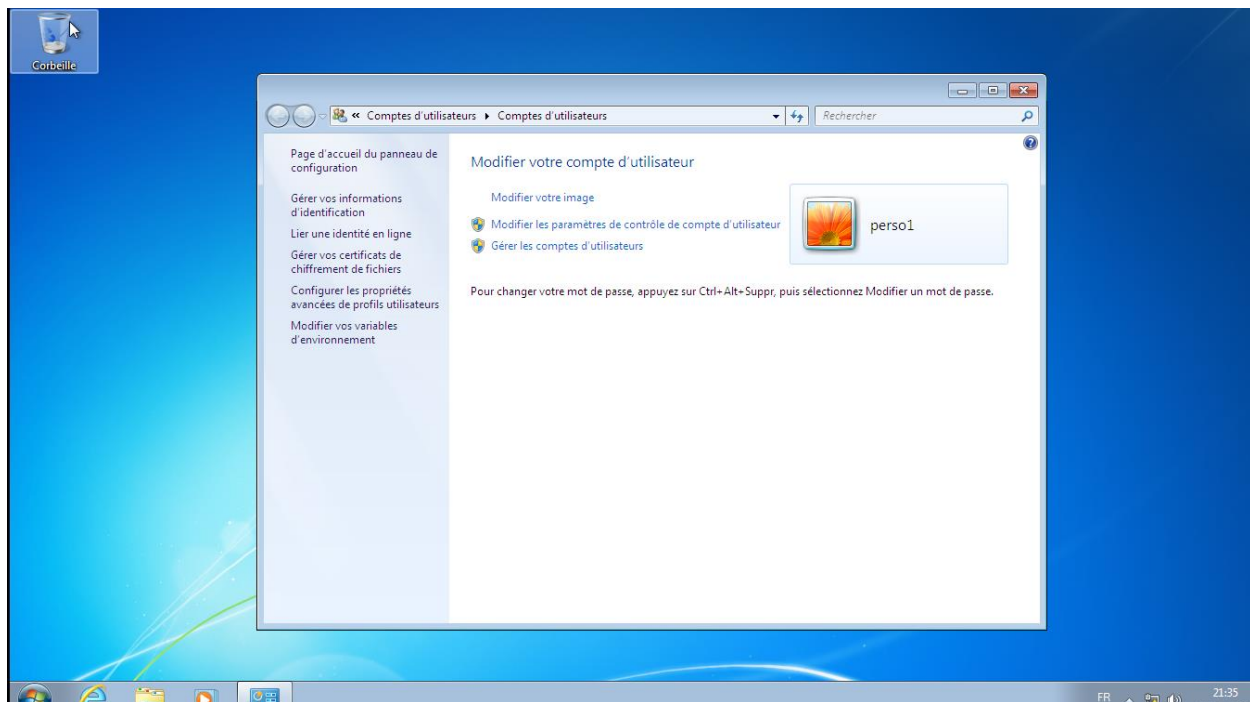 Corbeille
« Comptes d'utilisateurs ▸ Comptes d'utilisateurs
Rechercher
Page d'accueil du panneau de
configuration
Gérer vos informations
d'identification
Lier une identité en ligne
Gérer vos certificats de
chiffrement de fichiers
Configurer les propriétés
avancées de profils utilisateurs
Modifier vos variables
d'environnement
Modifier votre compte d'utilisateur
Modifier votre image
Modifier les paramètres de contrôle de compte d'utilisateur
Gérer les comptes d'utilisateurs
perso1
Pour changer votre mot de passe, appuyez sur Ctrl+Alt+Suppr, puis sélectionnez Modifier un mot de passe.
FR
21:35